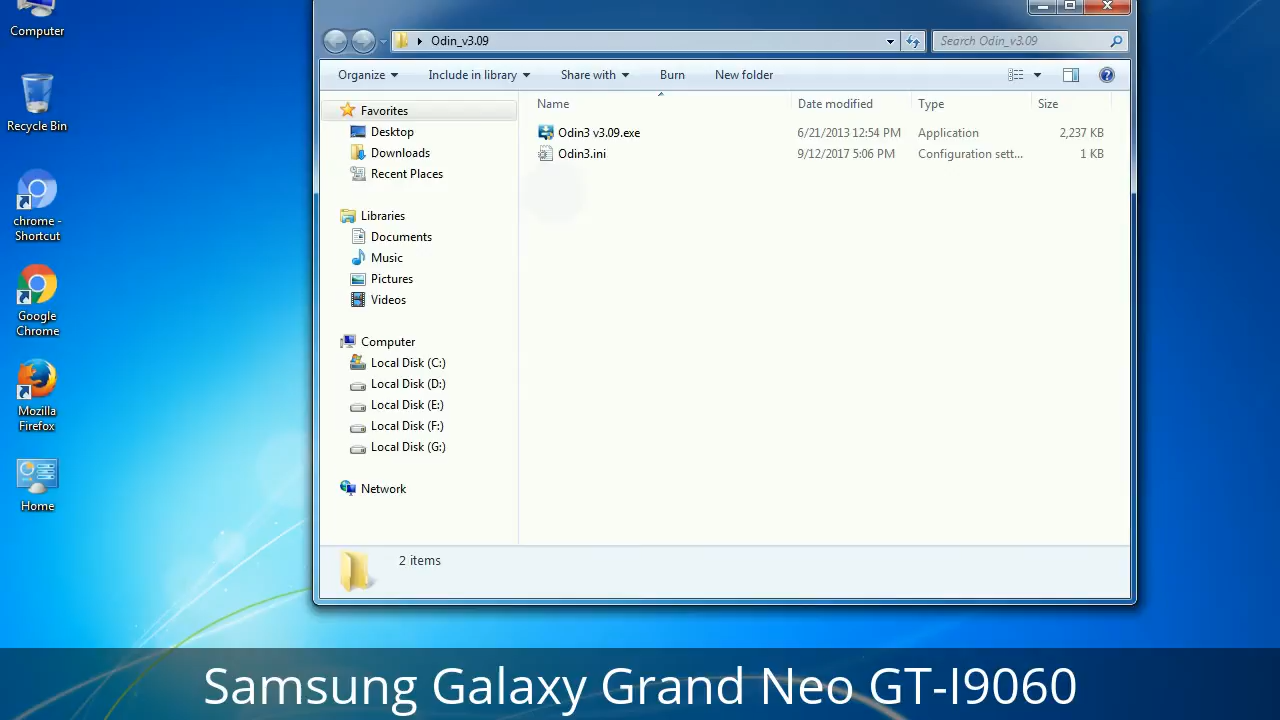 Computer
Recycle Bin
chrome -
Shortcut
Google
Chrome
Mozilla
Firefox
Home
Odin_v3.09
Search Odin_v3.09
Organize
Include in library
Share with
Burn
New folder
Favorites
Desktop
Downloads
Recent Places
Libraries
Documents
Music
Pictures
Videos
Computer
Local Disk (C:)
Local Disk (D:)
Local Disk (E:)
Local Disk (F:)
Local Disk (G:)
Network
Name Date modified Type Size
Odin3 v3.09.exe 6/21/2013 12:54 PM Application 2,237 KB
Odin3.ini 9/12/2017 5:06 PM Configuration sett... 1 KB
2 items
Samsung Galaxy Grand Neo GT-I9060